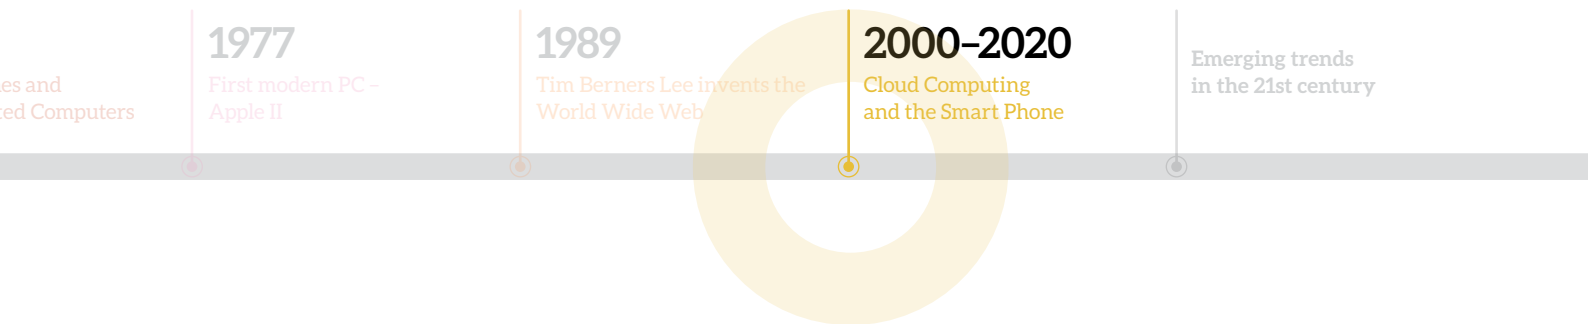 es and
ted Computers
1977
First modern PC –
Apple II
1989
Tim Berners Lee invents the
World Wide Web
2000–2020
Cloud Computing
and the Smart Phone
Emerging trends
in the 21st century